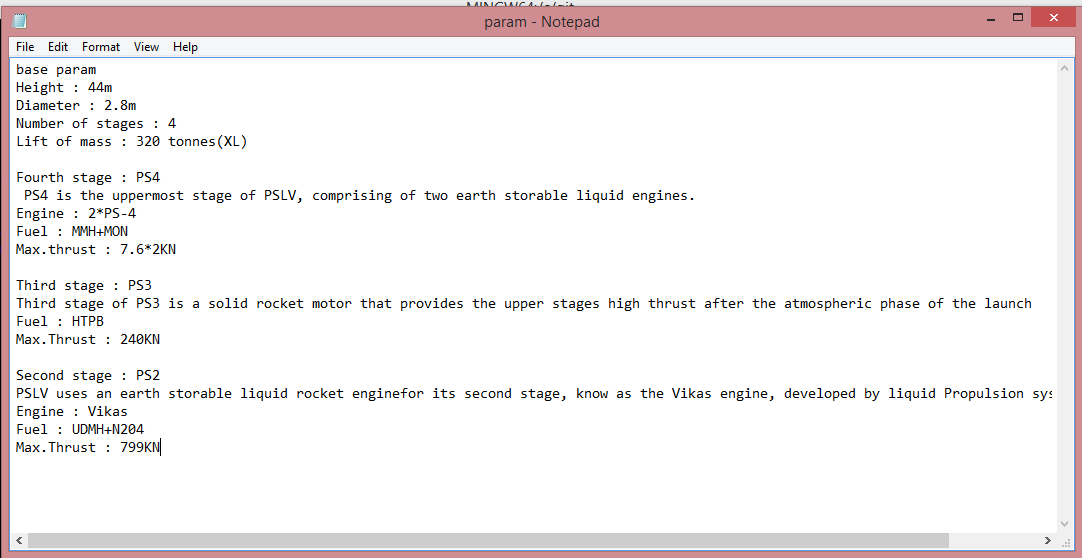 param - Notepad
File Edit Format View Help
base param
Height : 44m
Diameter : 2.8m
Number of stages : 4
Lift of mass : 320 tonnes(XL)
Fourth stage : PS4
PS4 is the uppermost stage of PSLV, comprising of two earth storable liquid engines.
Engine : 2*PS-4
Fuel : MMH+MON
Max.thrust : 7.6*2KN
Third stage : PS3
Third stage of PS3 is a solid rocket motor that provides the upper stages high thrust after the atmospheric phase of the launch
Fuel : HTPB
Max.Thrust : 240KN
Second stage : PS2
PSLV uses an earth storable liquid rocket enginefor its second stage, know as the Vikas engine, developed by liquid Propulsion sys
Engine : Vikas
Fuel : UDMH+N204
Max.Thrust : 799KN